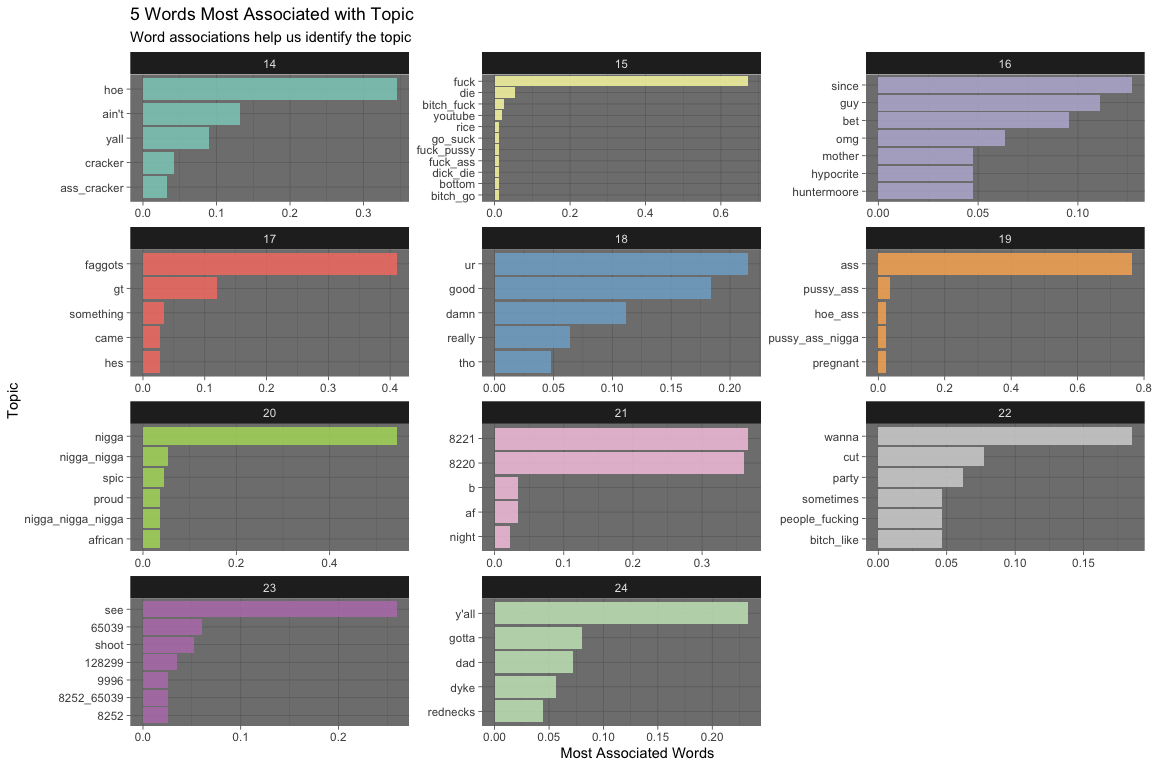 5 Words Most Associated with Topic
Word associations help us identify the topic
14
hoe
ain't
yall
cracker
ass_cracker
0.0 0.1 0.2 0.3
15
fuck
die
bitch_fuck
youtube
rice
go_suck
fuck_pussy
fuck_ass
dick_die
bottom
bitch_go
0.0 0.2 0.4 0.6
16
since
guy
bet
omg
mother
hypocrite
huntermoore
0.00 0.05 0.10
17
faggots
gt
something
came
hes
0.0 0.1 0.2 0.3 0.4
18
ur
good
damn
really
tho
0.00 0.05 0.10 0.15 0.20
19
ass
pussy_ass
hoe_ass
pussy_ass_nigga
pregnant
0.0 0.2 0.4 0.6 0.8
20
nigga
nigga_nigga
spic
proud
nigga_nigga_nigga
african
0.0 0.2 0.4
21
8221
8220
b
af
night
0.0 0.1 0.2 0.3
22
wanna
cut
party
sometimes
people_fucking
bitch_like
0.00 0.05 0.10 0.15
23
see
65039
shoot
128299
9996
8252_65039
8252
0.0 0.1 0.2
24
y'all
gotta
dad
dyke
rednecks
0.00 0.05 0.10 0.15 0.20
Topic
Most Associated Words